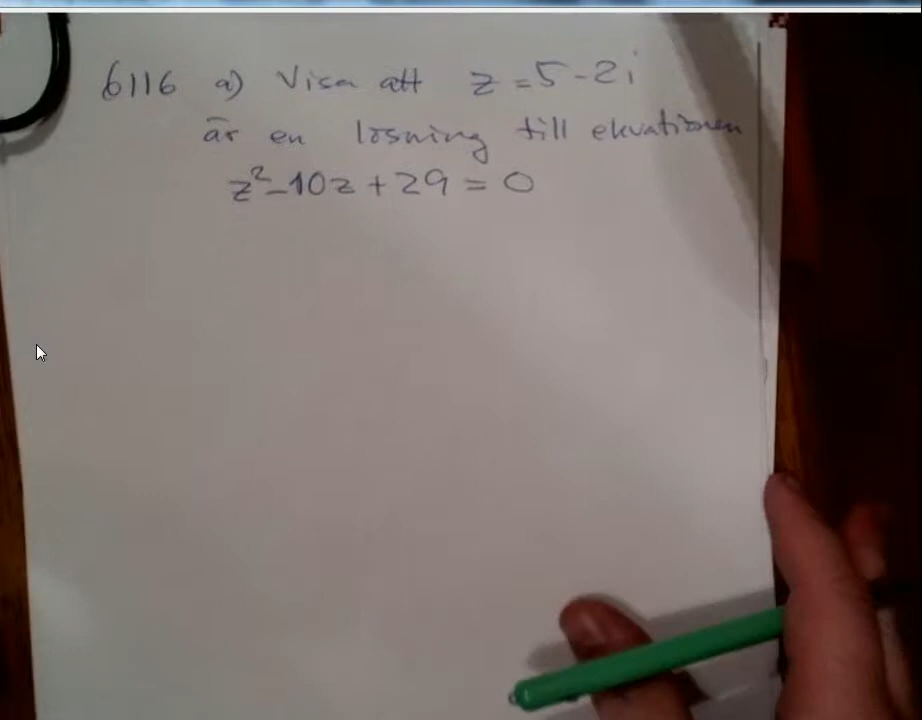 6116 a) Visa att z = 5 - 2i
är en lösning till ekvationen
z² - 10z + 29 = 0